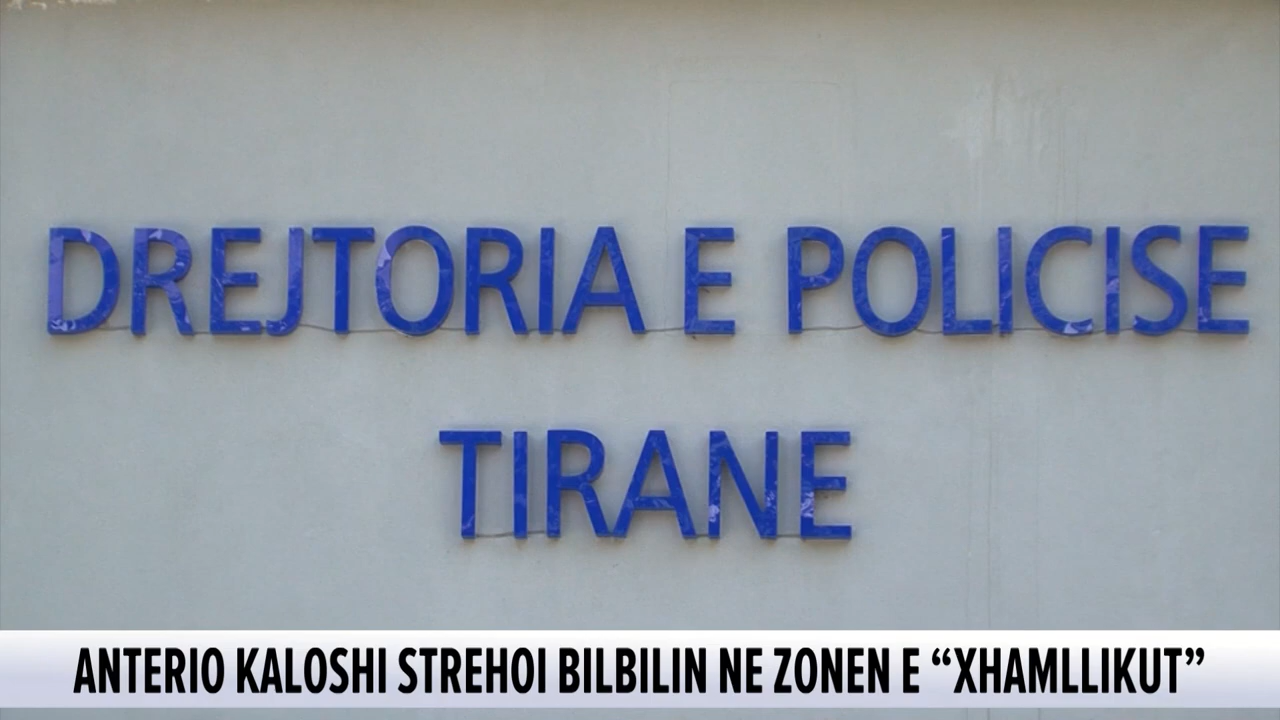 DREJTORIA E POLICISE
TIRANE
ANTERIO KALOSHI STREHOI BILBILIN NE ZONEN E “XHAMLLIKUT”